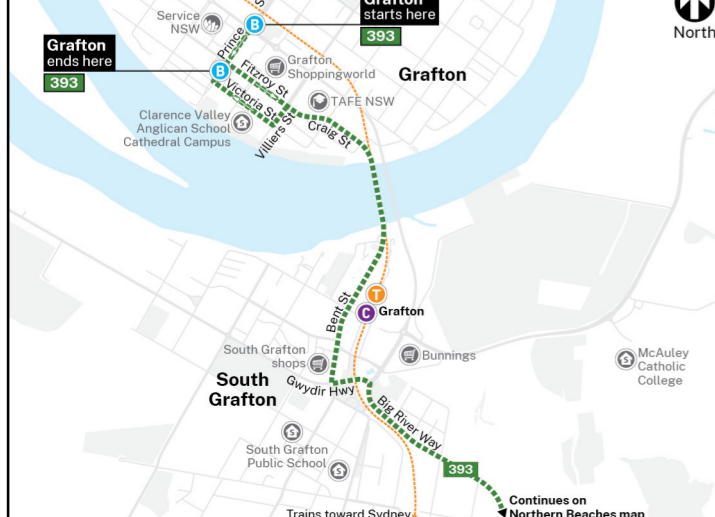 Grafton
starts here
393
North
Service
NSW
Prince
Grafton
ends here
393
Grafton
Shoppingworld
Grafton
Fitzroy St
Victoria St
TAFE NSW
Clarence Valley
Anglican School
Cathedral Campus
Villiers St
Craig St
T
C
Grafton
Bent St
South Grafton
shops
Bunnings
McAuley
Catholic
College
South
Grafton
Gwydir Hwy
Big River Way
South Grafton
Public School
393
Continues on
Northern Beaches map
Trains toward Sydney
B
B